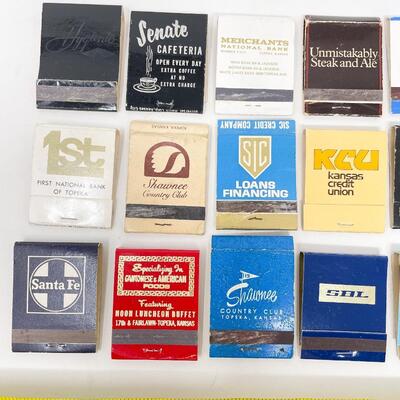 Senate
CAFETERIA
OPEN EVERY DAY
EXTRA COFFEE
AT NO
EXTRA CHARGE
MERCHANTS
NATIONAL BANK
Unmistakably
Steak and Ale
1st
FIRST NATIONAL BANK
OF TOPEKA
Shawnee
Country Club
SIC CREDIT COMPANY
SIC
LOANS
FINANCING
KCU
kansas
credit
union
Santa Fe
Specializing In
CANTONESE & AMERICAN
FOODS
Featuring
NOON LUNCHEON BUFFET
17th & FAIRLAWN-TOPEKA, KANSAS
Shawnee
COUNTRY CLUB
TOPEKA, KANSAS
SBL